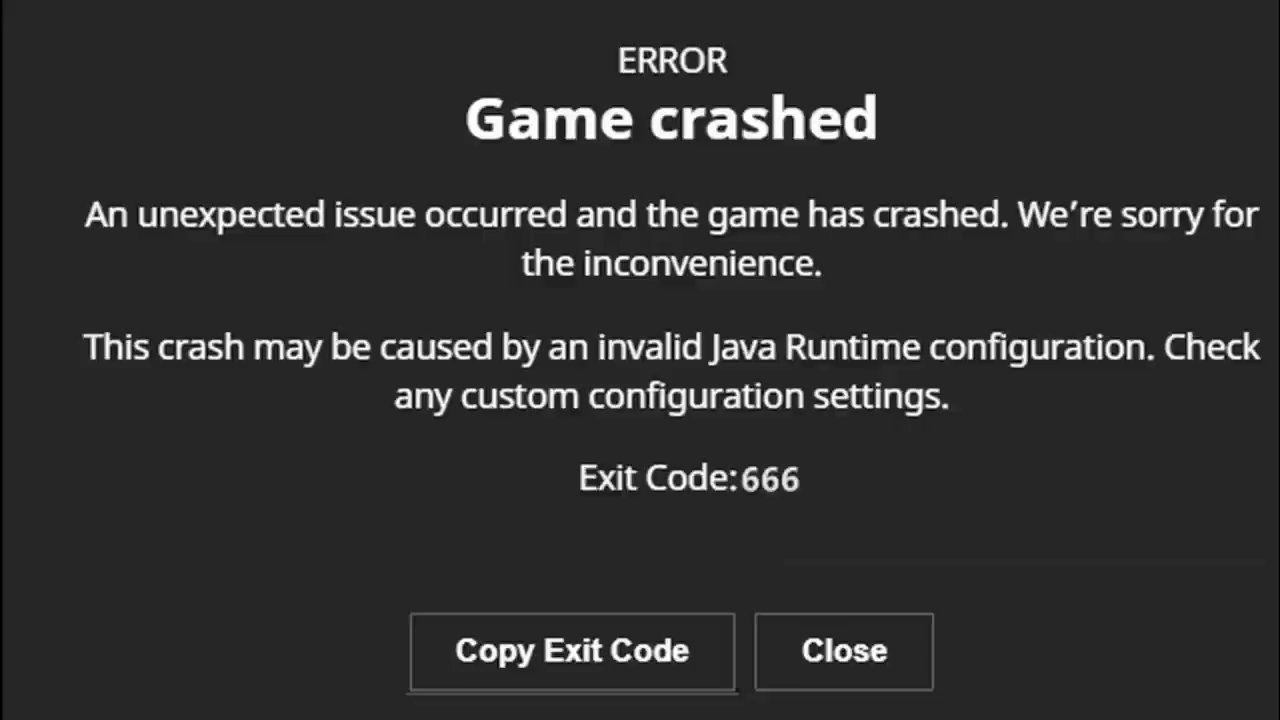 ERROR
Game crashed
An unexpected issue occurred and the game has crashed. We’re sorry for
the inconvenience.
This crash may be caused by an invalid Java Runtime configuration. Check
any custom configuration settings.
Exit Code:666
Copy Exit Code
Close